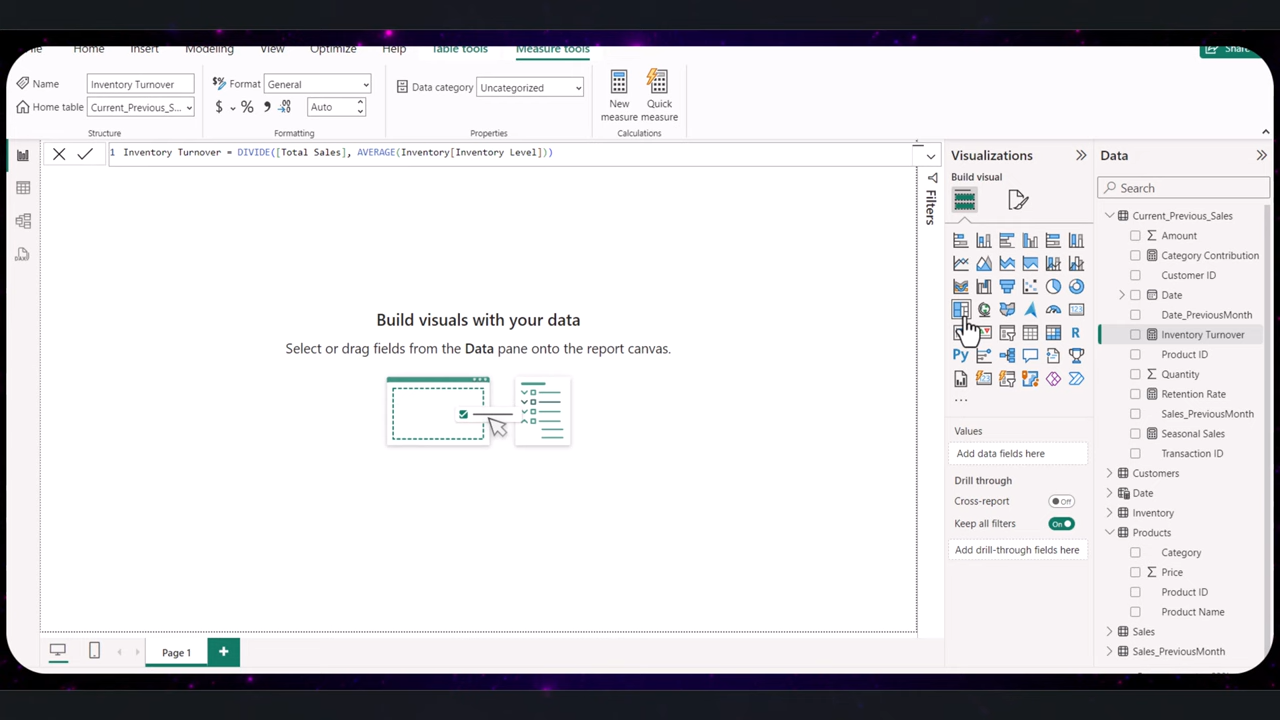 File Home Insert Modeling View Optimize Help Table tools Measure tools Share
Name Inventory Turnover
Home table Current_Previous_S...
Structure
Format General
$ % Auto
Formatting
Data category Uncategorized
Properties
New measure
Quick measure
Calculations
1 Inventory Turnover = DIVIDE([Total Sales], AVERAGE(Inventory[Inventory Level]))
Build visuals with your data
Select or drag fields from the Data pane onto the report canvas.
Page 1
Filters
Visualizations
Build visual
R
Py
...
Values
Add data fields here
Drill through
Cross-report Off
Keep all filters On
Add drill-through fields here
Data
Search
Current_Previous_Sales
Amount
Category Contribution
Customer ID
Date
Date_PreviousMonth
Inventory Turnover
Product ID
Quantity
Retention Rate
Sales_PreviousMonth
Seasonal Sales
Transaction ID
Customers
Date
Inventory
Products
Category
Price
Product ID
Product Name
Sales
Sales_PreviousMonth